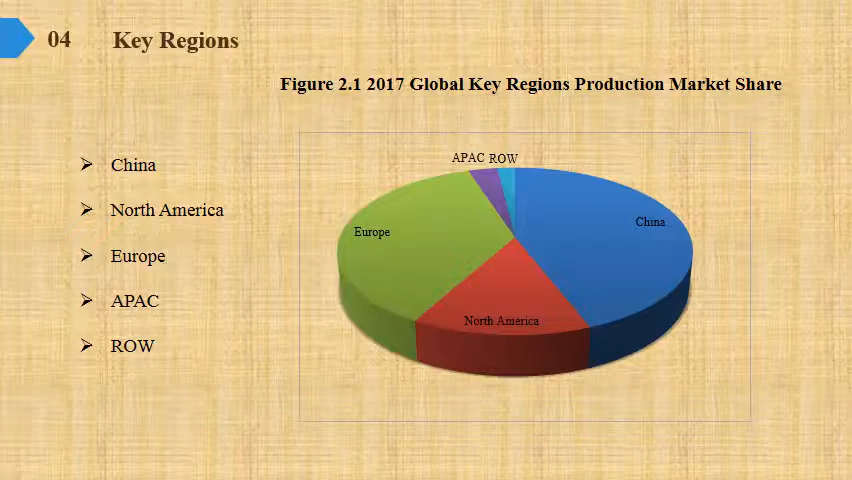 04 Key Regions
Figure 2.1 2017 Global Key Regions Production Market Share
China
North America
Europe
APAC
ROW
APAC ROW
China
Europe
North America